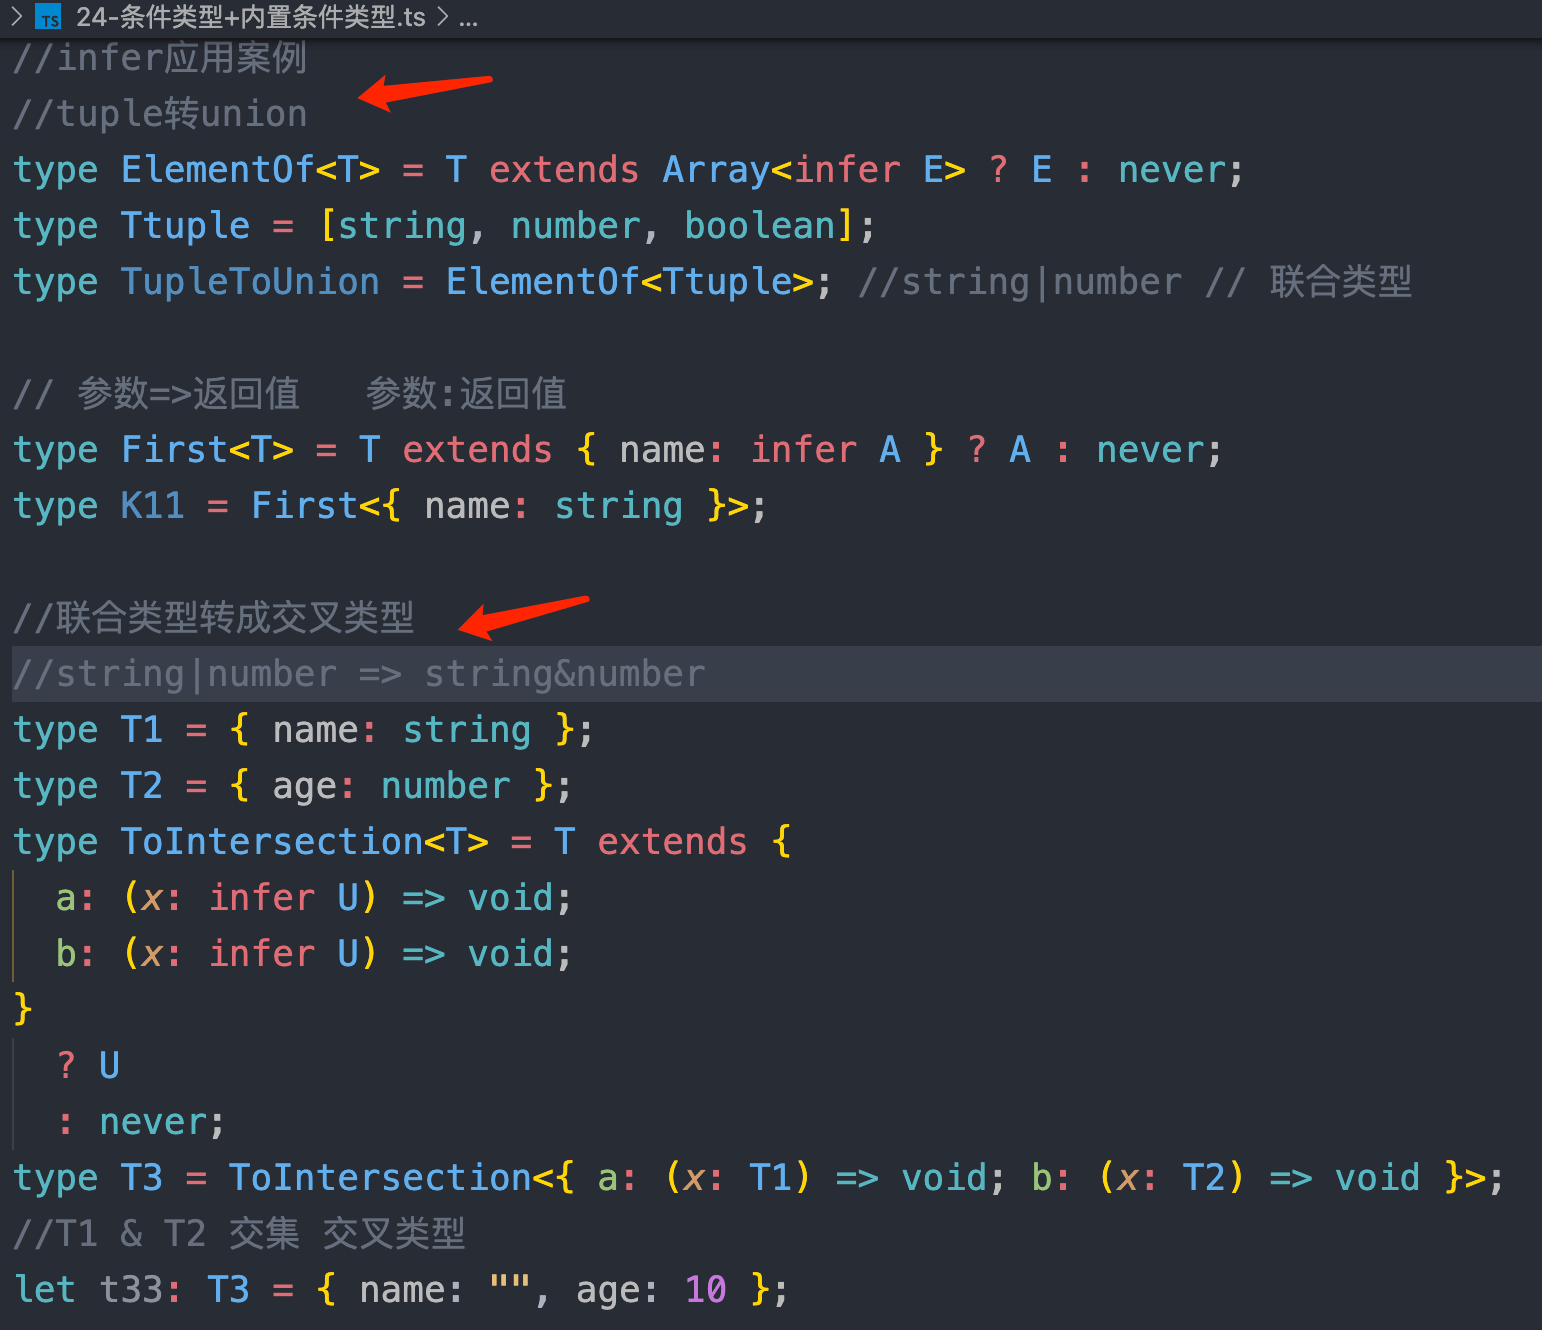 TS 24-条件类型+内置条件类型.ts > ...
//infer应用案例
//tuple转union
type ElementOf<T> = T extends Array<infer E> ? E : never;
type Ttuple = [string, number, boolean];
type TupleToUnion = ElementOf<Ttuple>; //string|number // 联合类型
// 参数=>返回值   参数:返回值
type First<T> = T extends { name: infer A } ? A : never;
type K11 = First<{ name: string }>;
//联合类型转成交叉类型
//string|number => string&number
type T1 = { name: string };
type T2 = { age: number };
type ToIntersection<T> = T extends {
  a: (x: infer U) => void;
  b: (x: infer U) => void;
}
  ? U
  : never;
type T3 = ToIntersection<{ a: (x: T1) => void; b: (x: T2) => void }>;
//T1 & T2 交集 交叉类型
let t33: T3 = { name: "", age: 10 };